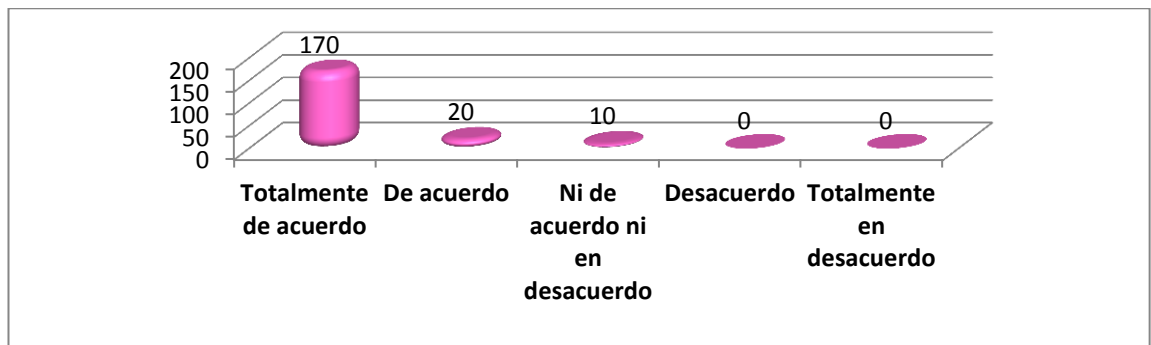 170
20
10
0
0
200
150
100
50
0
Totalmente
de acuerdo
De acuerdo
Ni de
acuerdo ni
en
desacuerdo
Desacuerdo
Totalmente
en
desacuerdo